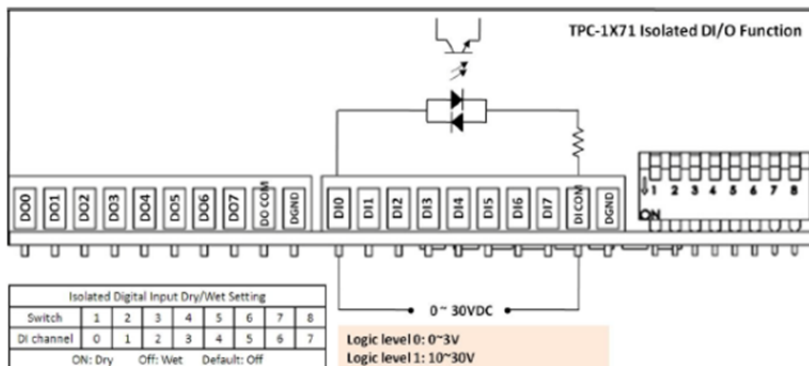 TPC-1X71 Isolated DI/O Function
DO0 DO1 DO2 DO3 DO4 DO5 DO6 DO7 DO COM DGND DI0 DI1 DI2 DI3 DI4 DI5 DI6 DI7 DI COM DGND
1 2 3 4 5 6 7 8
ON
0~ 30VDC
Isolated Digital Input Dry/Wet Setting
Switch 1 2 3 4 5 6 7 8
DI channel 0 1 2 3 4 5 6 7
ON: Dry Off: Wet Default: Off
Logic level 0: 0~3V
Logic level 1: 10~30V